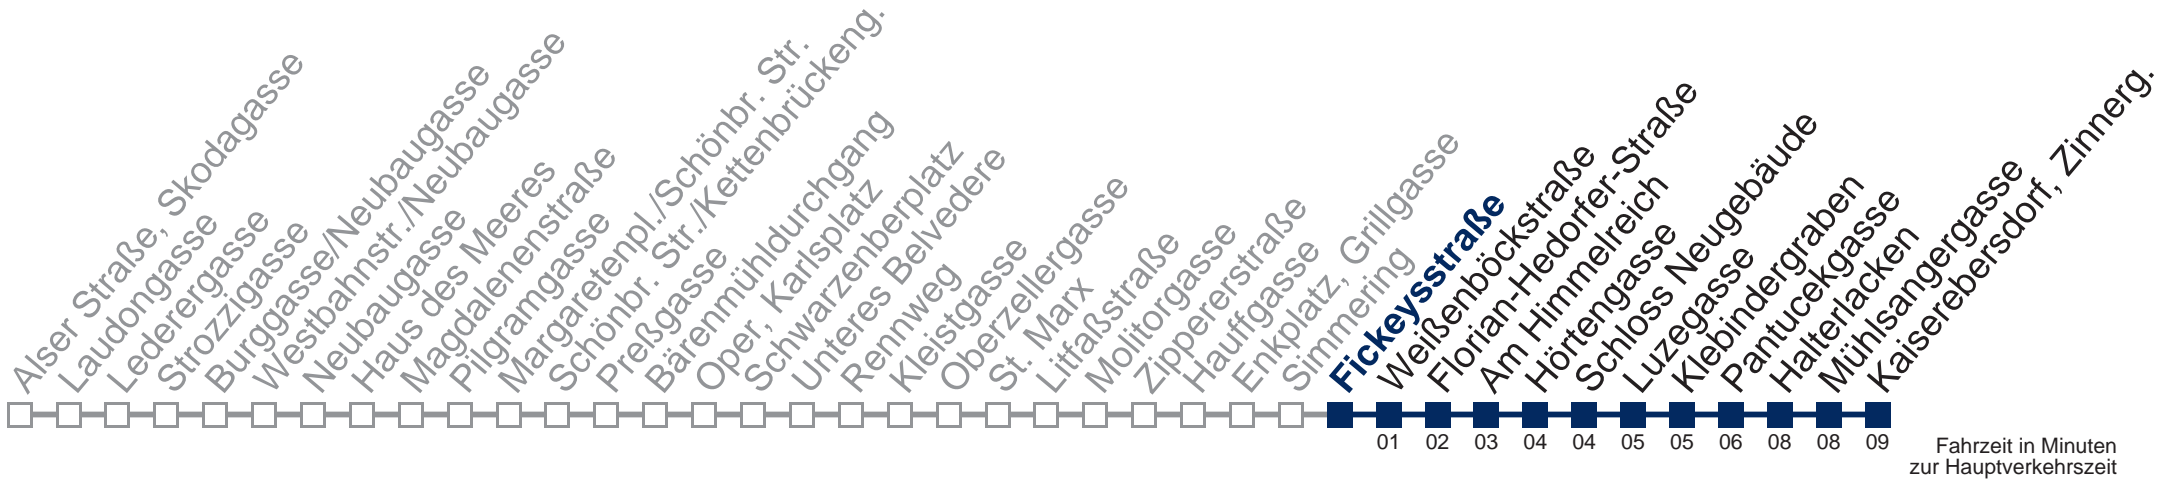 Alser Straße, Skodagasse
Laudongasse
Lederergasse
Strozzigasse
Burggasse/Neubaugasse
Westbahnstr./Neubaugasse
Neubaugasse
Haus des Meeres
Magdalenenstraße
Pilgramgasse
Margaretenpl./Schönbr. Str.
Schönbr. Str./Kettenbrückeng.
Preßgasse
Bärenmühldurchgang
Oper, Karlsplatz
Schwarzenbergplatz
Unteres Belvedere
Rennweg
Kleistgasse
Oberzellergasse
St. Marx
Litfaßstraße
Molitorgasse
Zippererstraße
Hauffgasse
Enkplatz, Grillgasse
Simmering
Fickeysstraße
Weißenböckstraße
Florian-Hedorfer-Straße
Am Himmelreich
Hörtengasse
Schloss Neugebäude
Luzegasse
Klebindergraben
Pantucekgasse
Halterlacken
Mühlsangergasse
Kaiserebersdorf, Zinnerg.
01 02 03 04 04 05 05 06 08 08 09
Fahrzeit in Minuten
zur Hauptverkehrszeit